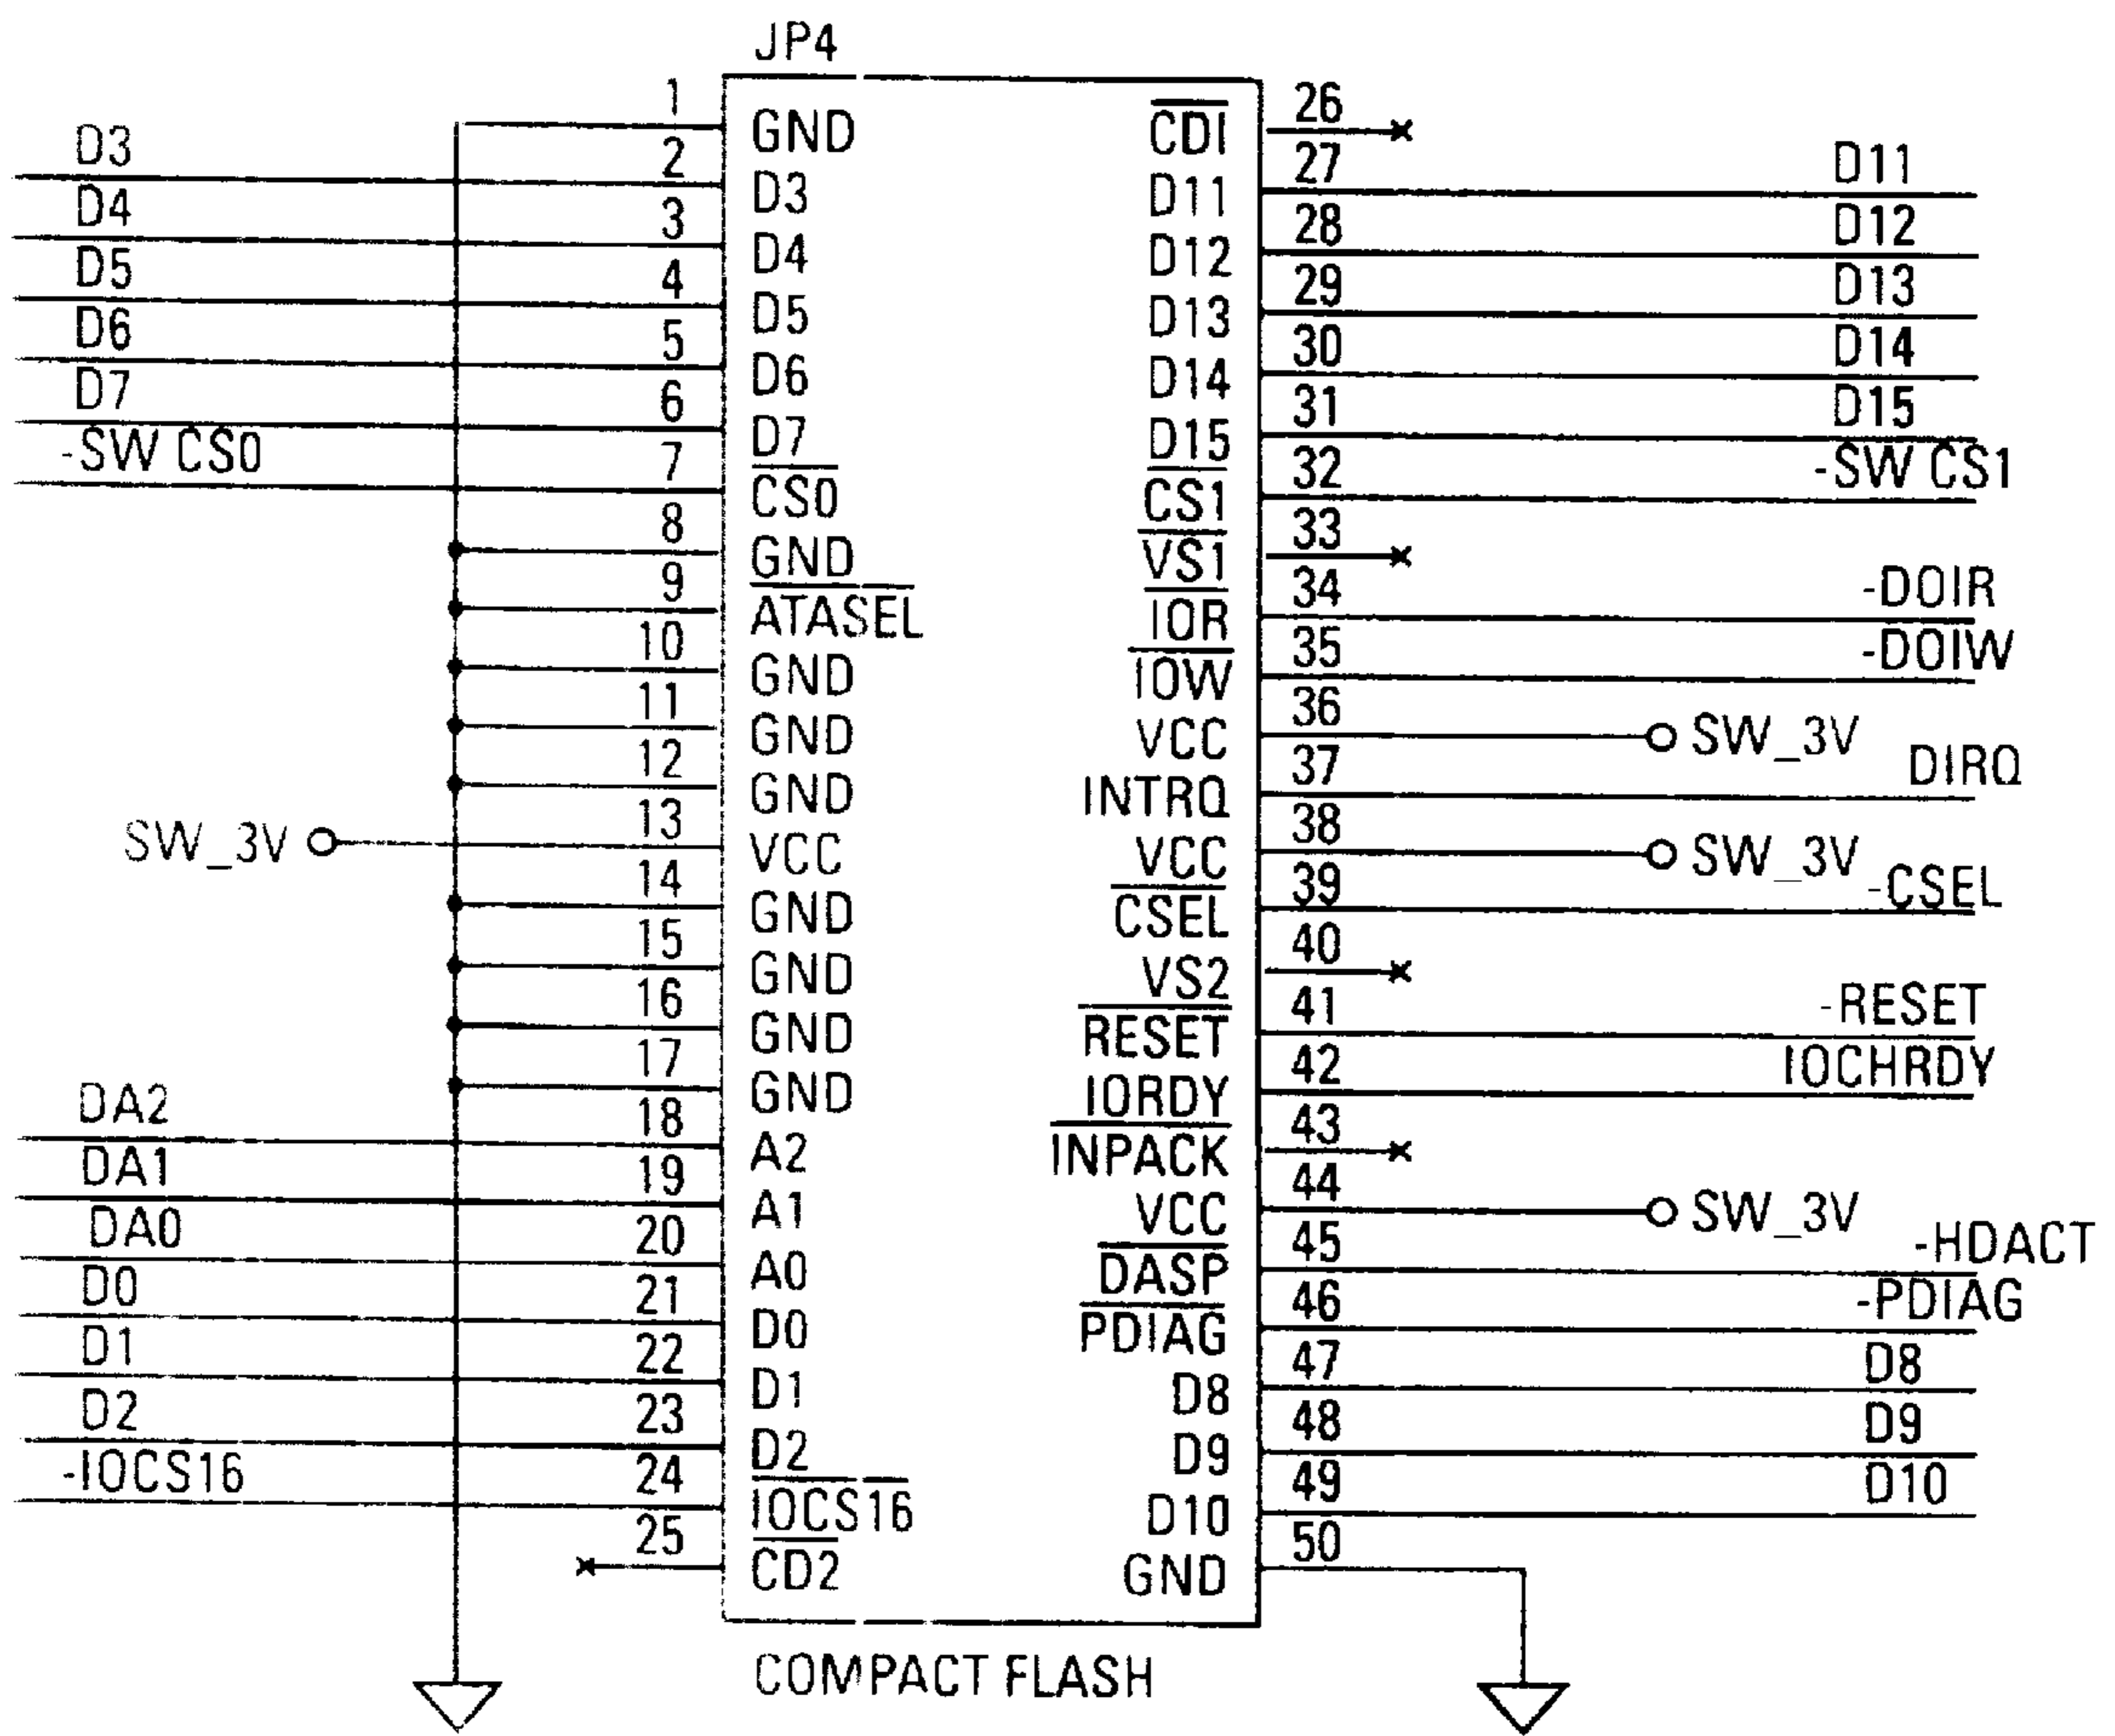 JP4
1 GND
D3 2 D3
D4 3 D4
D5 4 D5
D6 5 D6
D7 6 D7
-SW CS0 7 CS0
8 GND
9 ATASEL
10 GND
11 GND
12 GND
SW_3V 13 VCC
14 GND
15 GND
16 GND
17 GND
DA2 18 A2
DA1 19 A1
DA0 20 A0
D0 21 D0
D1 22 D1
D2 23 D2
-IOCS16 24 IOCS16
25 CD2
CDI 26
D11 27 D11
D12 28 D12
D13 29 D13
D14 30 D14
D15 31 D15
CS1 32 -SW CS1
VS1 33
IOR 34 -DOIR
IOW 35 -DOIW
VCC 36 SW_3V
INTRQ 37 DIRQ
VCC 38 SW_3V
CSEL 39 -CSEL
VS2 40
RESET 41 -RESET
IORDY 42 IOCHRDY
INPACK 43
VCC 44 SW_3V
DASP 45 -HDACT
PDIAG 46 -PDIAG
D8 47 D8
D9 48 D9
D10 49 D10
GND 50
COMPACT FLASH